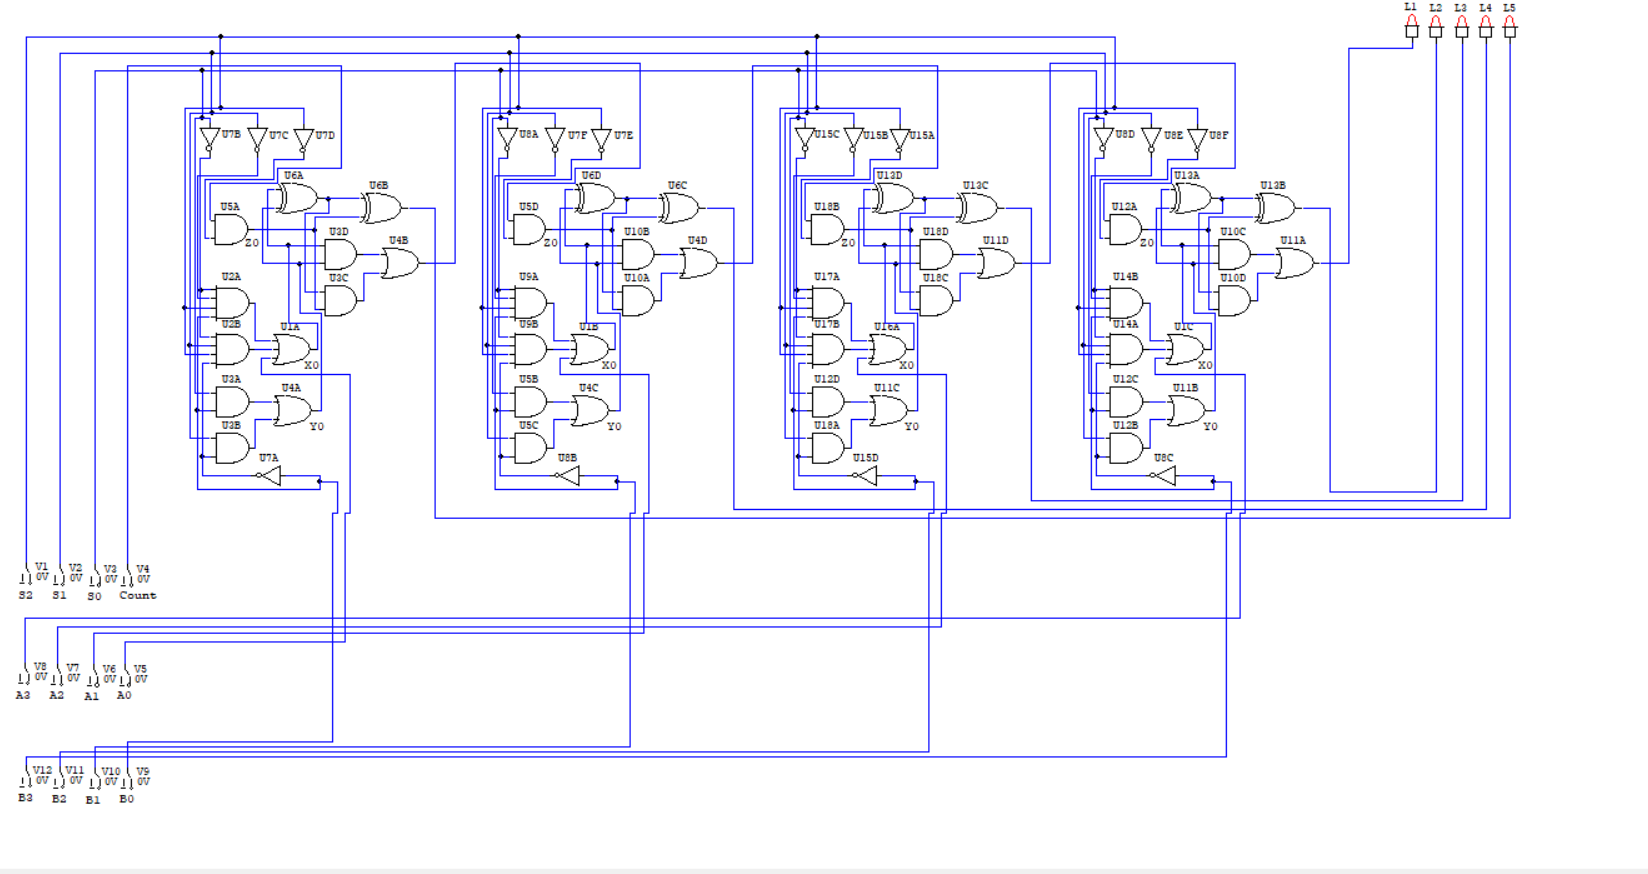 L1 L2 L3 L4 L5
U7B U7C U7D U8A U7F U7E U15C U15B U15A U8D U8E U8F
U6A U6B U6D U6C U13D U13C U13A U13B
U5A U5D U18B U12A
Z0 U3D U4B Z0 U10B U4D Z0 U18D U11D Z0 U10C U11A
U2A U3C U9A U10A U17A U18C U14B U10D
U2B U1A U9B U1B U17B U16A U14A U1C
X0 X0 X0 X0
U3A U4A U5B U4C U12D U11C U12C U11B
U3B Y0 U5C Y0 U18A Y0 U12B Y0
U7A U8B U15D U8C
V1 V2 V3 V4
0V 0V 0V 0V
S2 S1 S0 Count
V8 V7 V6 V5
0V 0V 0V 0V
A3 A2 A1 A0
V12 V11 V10 V9
0V 0V 0V 0V
B3 B2 B1 B0